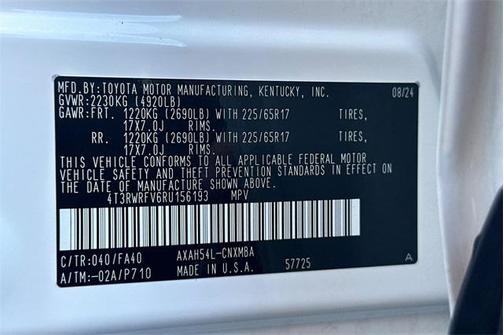 MFD.BY:TOYOTA MOTOR MANUFACTURING, KENTUCKY, INC. 08/24
GVWR:2230KG (4920LB)
GAWR:FRT. 1220KG (2690LB) WITH 225/65R17 TIRES,
17X7.0J RIMS.
RR. 1220KG (2690LB) WITH 225/65R17 TIRES,
17X7.0J RIMS.
THIS VEHICLE CONFORMS TO ALL APPLICABLE FEDERAL MOTOR
VEHICLE SAFETY AND THEFT PREVENTION STANDARDS IN EFFECT
ON THE DATE OF MANUFACTURE SHOWN ABOVE.
4T3RWRFV6RU156193 MPV
C/TR:040/FA40 AXAH54L-CNXMBA
A/TM:-02A/P710 MADE IN U.S.A. 57725 A